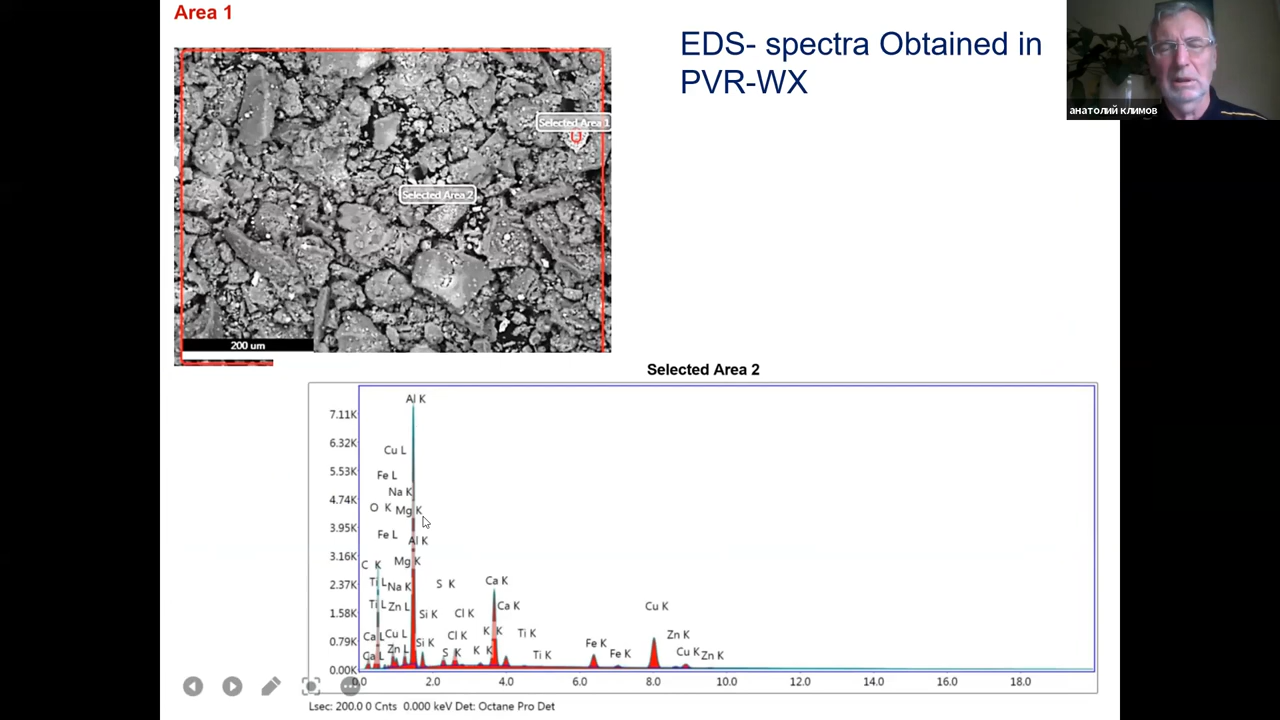 Area 1
EDS- spectra Obtained in
PVR-WX
анатолий климов
Selected Area 1
Selected Area 2
200 um
Selected Area 2
7.11K
6.32K
5.53K
4.74K
3.95K
3.16K
2.37K
1.58K
0.79K
0.00K
Al K
Cu L
Fe L
Na K
O K
Mg K
Fe L
Al K
C K
Mg K
Ti L
Na K
S K
Ca K
Ti L
Zn L
Si K
Cl K
Ca K
Cu K
Ca L
Cu L
Si K
Cl K
K K
Ti K
Fe K
Zn K
Ca L
Zn L
S K
K K
Ti K
Fe K
Cu K
Zn K
0.0 2.0 4.0 6.0 8.0 10.0 12.0 14.0 16.0 18.0
Lsec: 200.0 0 Cnts 0.000 keV Det: Octane Pro Det